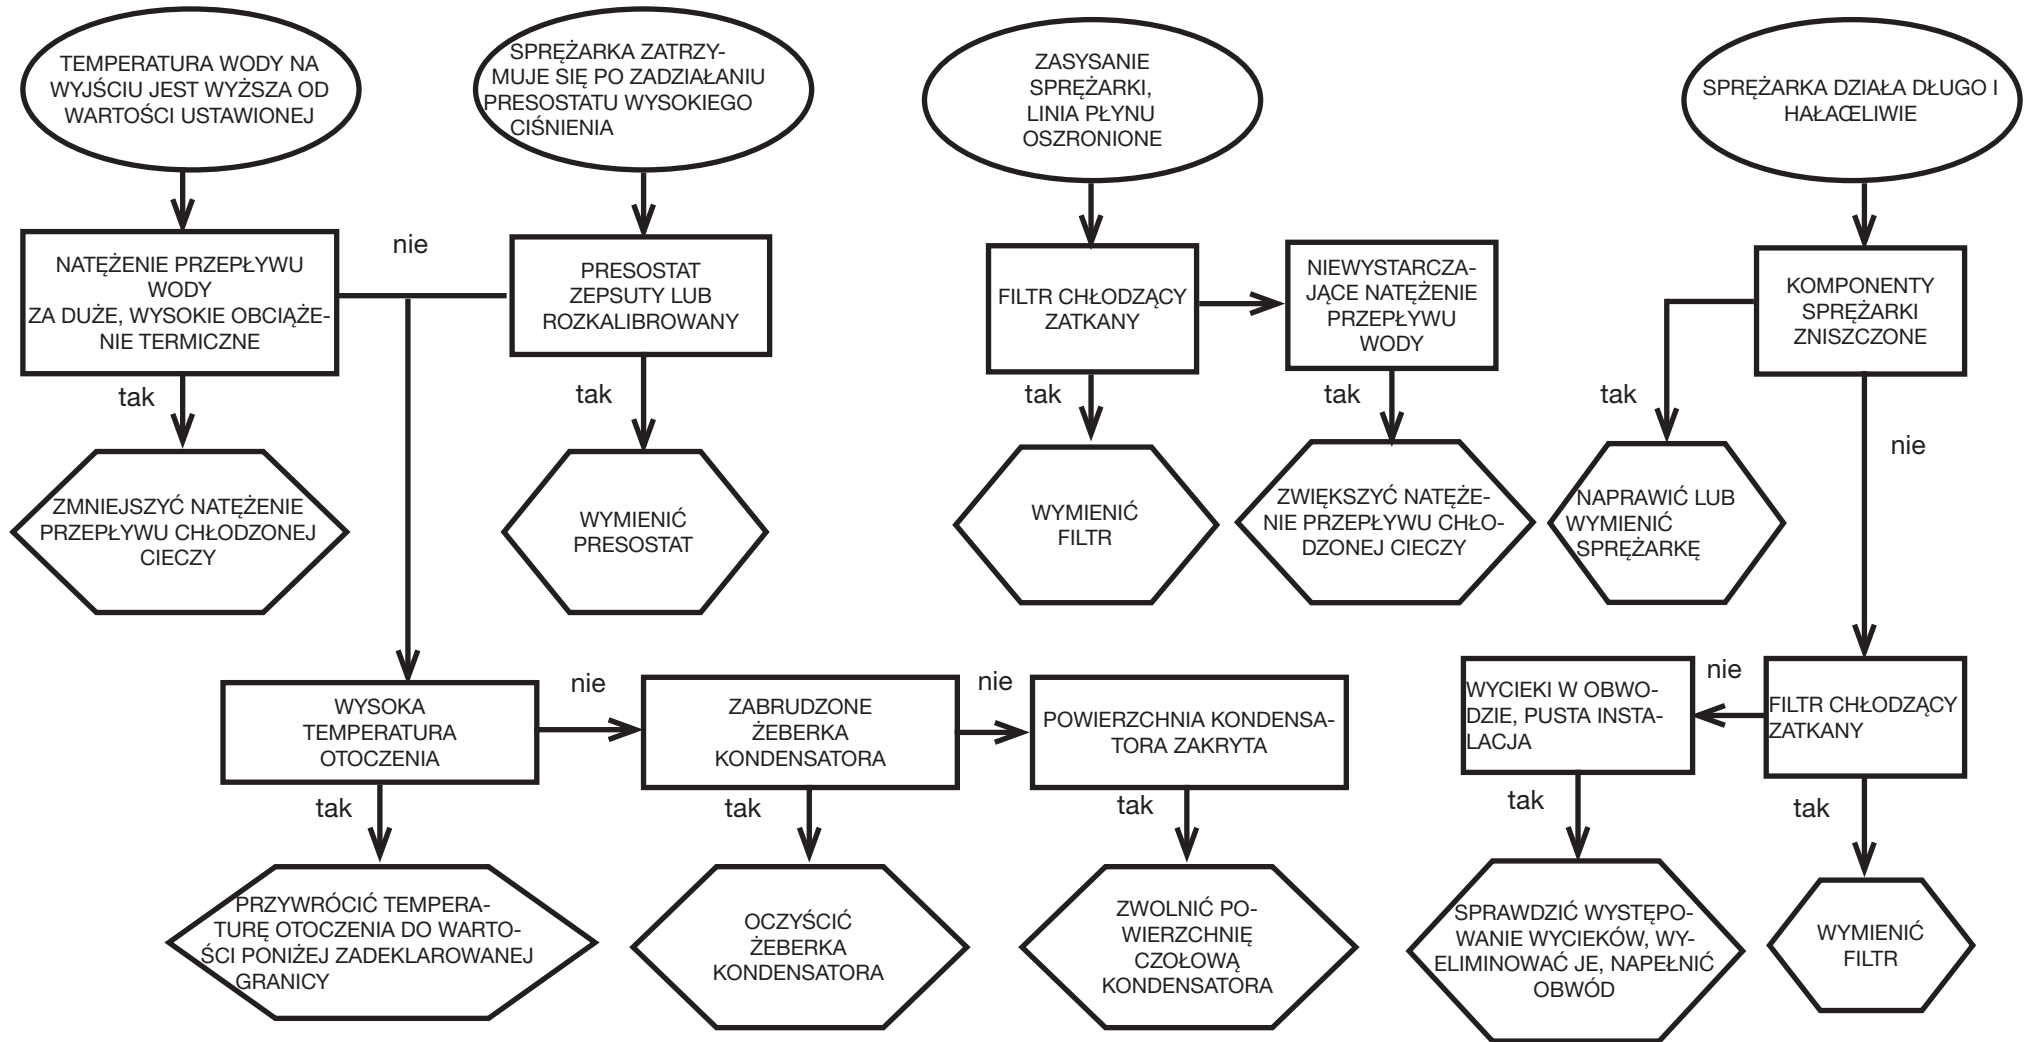 TEMPERATURA WODY NA
WYJŚCIU JEST WYŻSZA OD
WARTOŚCI USTAWIONEJ
SPRĘŻARKA ZATRZY-
MUJE SIĘ PO ZADZIAŁANIU
PRESOSTATU WYSOKIEGO
CIŚNIENIA
ZASYSANIE
SPRĘŻARKI,
LINIA PŁYNU
OSZRONIONE
SPRĘŻARKA DZIAŁA DŁUGO I
HAŁAŒLIWIE
NATĘŻENIE PRZEPŁYWU
WODY
ZA DUŻE, WYSOKIE OBCIĄŻE-
NIE TERMICZNE
nie
PRESOSTAT
ZEPSUTY LUB
ROZKALIBROWANY
FILTR CHŁODZĄCY
ZATKANY
NIEWYSTARCZA-
JĄCE NATĘŻENIE
PRZEPŁYWU
WODY
KOMPONENTY
SPRĘŻARKI
ZNISZCZONE
tak
tak
tak
tak
tak
nie
ZMNIEJSZYĆ NATĘŻENIE
PRZEPŁYWU CHŁODZONEJ
CIECZY
WYMIENIĆ
PRESOSTAT
WYMIENIĆ
FILTR
ZWIĘKSZYĆ NATĘŻE-
NIE PRZEPŁYWU CHŁO-
DZONEJ CIECZY
NAPRAWIĆ LUB
WYMIENIĆ
SPRĘŻARKĘ
WYSOKA
TEMPERATURA
OTOCZENIA
nie
ZABRUDZONE
ŻEBERKA
KONDENSATORA
nie
POWIERZCHNIA KONDENSA-
TORA ZAKRYTA
WYCIEKI W OBWO-
DZIE, PUSTA INSTA-
LACJA
nie
FILTR CHŁODZĄCY
ZATKANY
tak
tak
tak
tak
tak
PRZYWRÓCIĆ TEMPERA-
TURĘ OTOCZENIA DO WARTO-
ŚCI PONIŻEJ ZADEKLAROWANEJ
GRANICY
OCZYŚCIĆ
ŻEBERKA
KONDENSATORA
ZWOLNIĆ PO-
WIERZCHNIĘ
CZOŁOWĄ
KONDENSATORA
SPRAWDZIĆ WYSTĘPO-
WANIE WYCIEKÓW, WY-
ELIMINOWAĆ JE, NAPEŁNIĆ
OBWÓD
WYMIENIĆ
FILTR